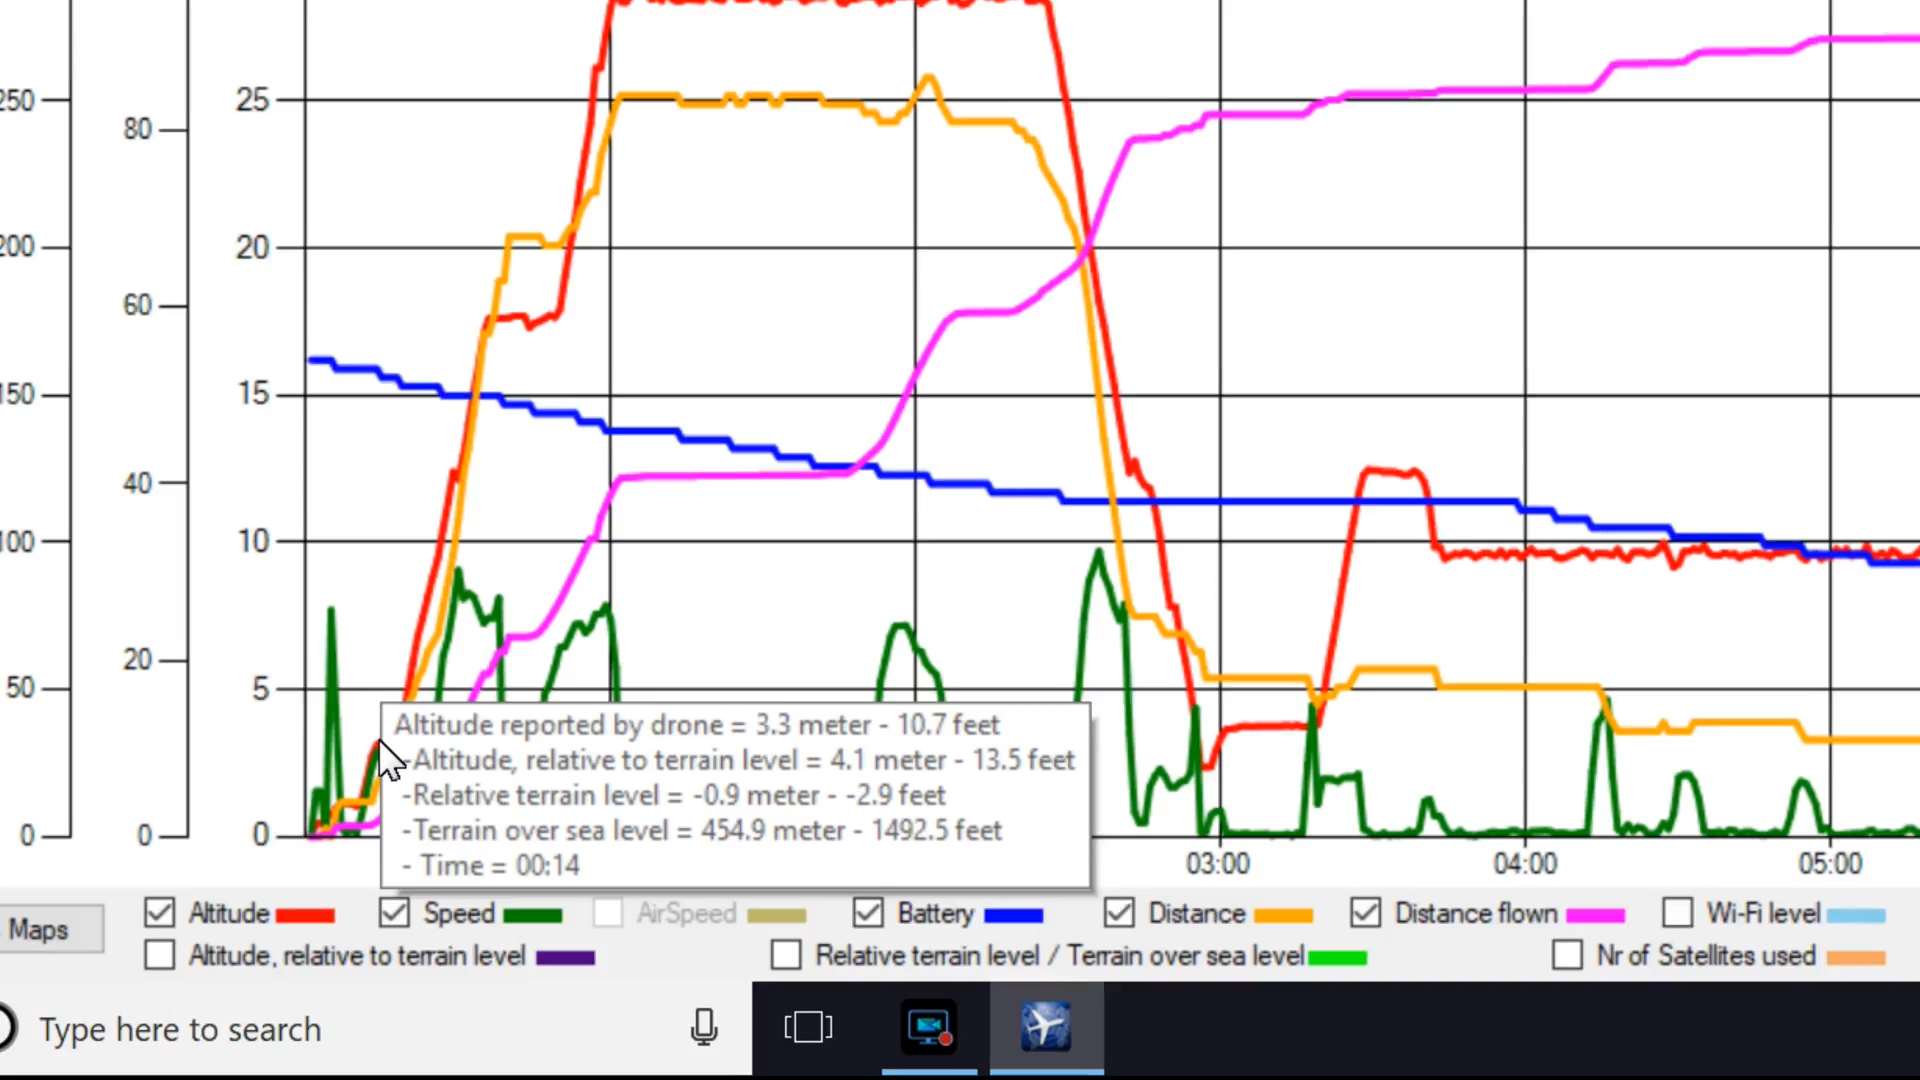 250
200
150
100
50
0
80
60
40
20
0
25
20
15
10
5
0
Altitude reported by drone = 3.3 meter - 10.7 feet
-Altitude, relative to terrain level = 4.1 meter - 13.5 feet
-Relative terrain level = -0.9 meter - -2.9 feet
-Terrain over sea level = 454.9 meter - 1492.5 feet
- Time = 00:14
03:00 04:00 05:00
Maps Altitude Speed AirSpeed Battery Distance Distance flown Wi-Fi level
Altitude, relative to terrain level Relative terrain level / Terrain over sea level Nr of Satellites used
Type here to search